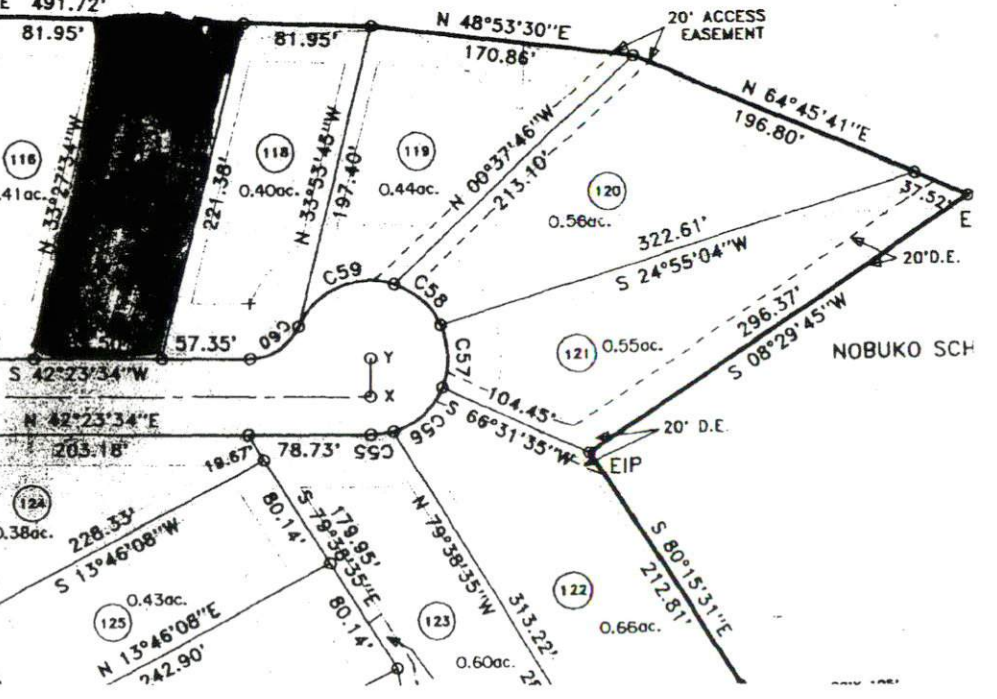 E 491.72'
81.95'
81.95'
N 48°53'30"E
170.86'
20' ACCESS
EASEMENT
N 64°45'41"E
196.80'
37.52'
E
116
.41ac.
N 33°27'34"W
221.38'
118
0.40ac.
N 33°53'45"W
197.40'
119
0.44ac.
N 00°37'46"W
213.10'
120
0.56ac.
322.61'
S 24°55'04"W
20'D.E.
296.37'
S 08°29'45"W
NOBUKO SCH
C59
C58
C60
C57
C56
C55
57.35'
S 42°23'34"W
Y
X
121
0.55ac.
104.45'
S 66°31'35"W
20' D.E.
EIP
N 42°23'34"E
203.18'
78.73'
19.67'
124
0.38ac.
228.33'
S 13°46'08"W
80.14'
179.95'
S 79°38'35"E
N 79°38'35"W
313.22'
S 80°15'31"E
212.81'
122
0.66ac.
0.43ac.
125
N 13°46'08"E
242.90'
80.14'
123
0.60ac.